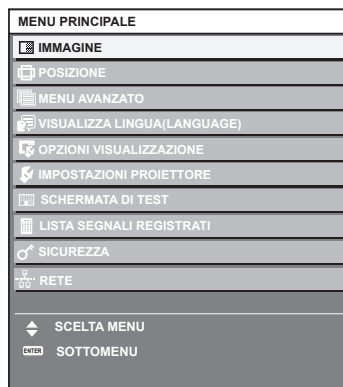 MENU PRINCIPALE
IMMAGINE
POSIZIONE
MENU AVANZATO
VISUALIZZA LINGUA(LANGUAGE)
OPZIONI VISUALIZZAZIONE
IMPOSTAZIONI PROIETTORE
SCHERMATA DI TEST
LISTA SEGNALI REGISTRATI
SICUREZZA
RETE
SCELTA MENU
ENTER SOTTOMENU